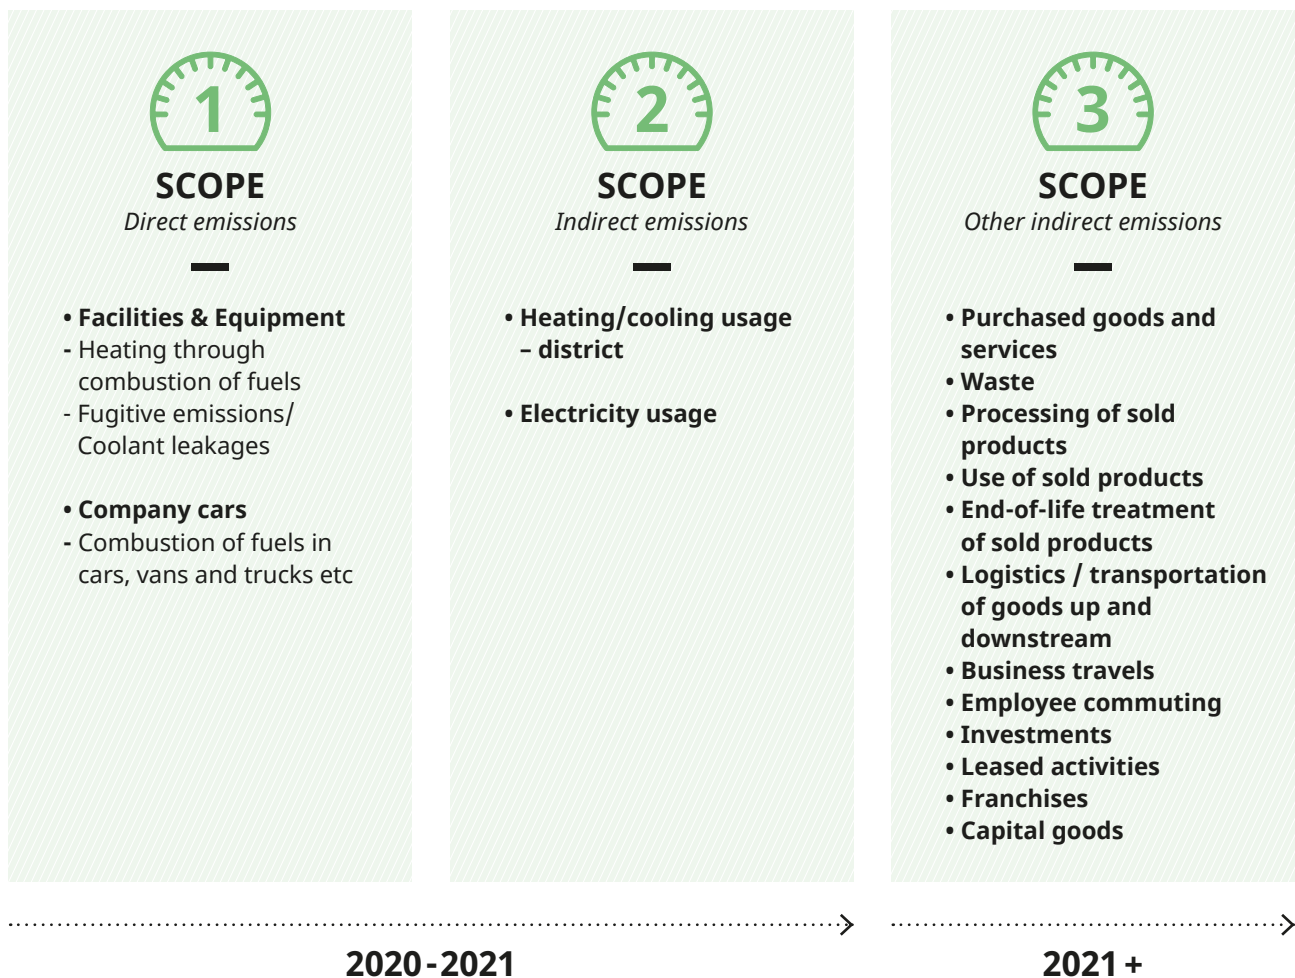 1
SCOPE
Direct emissions
• Facilities & Equipment
- Heating through
combustion of fuels
- Fugitive emissions/
Coolant leakages
• Company cars
- Combustion of fuels in
cars, vans and trucks etc
2
SCOPE
Indirect emissions
• Heating/cooling usage
– district
• Electricity usage
3
SCOPE
Other indirect emissions
• Purchased goods and
services
• Waste
• Processing of sold
products
• Use of sold products
• End-of-life treatment
of sold products
• Logistics / transportation
of goods up and
downstream
• Business travels
• Employee commuting
• Investments
• Leased activities
• Franchises
• Capital goods
2020-2021
2021+